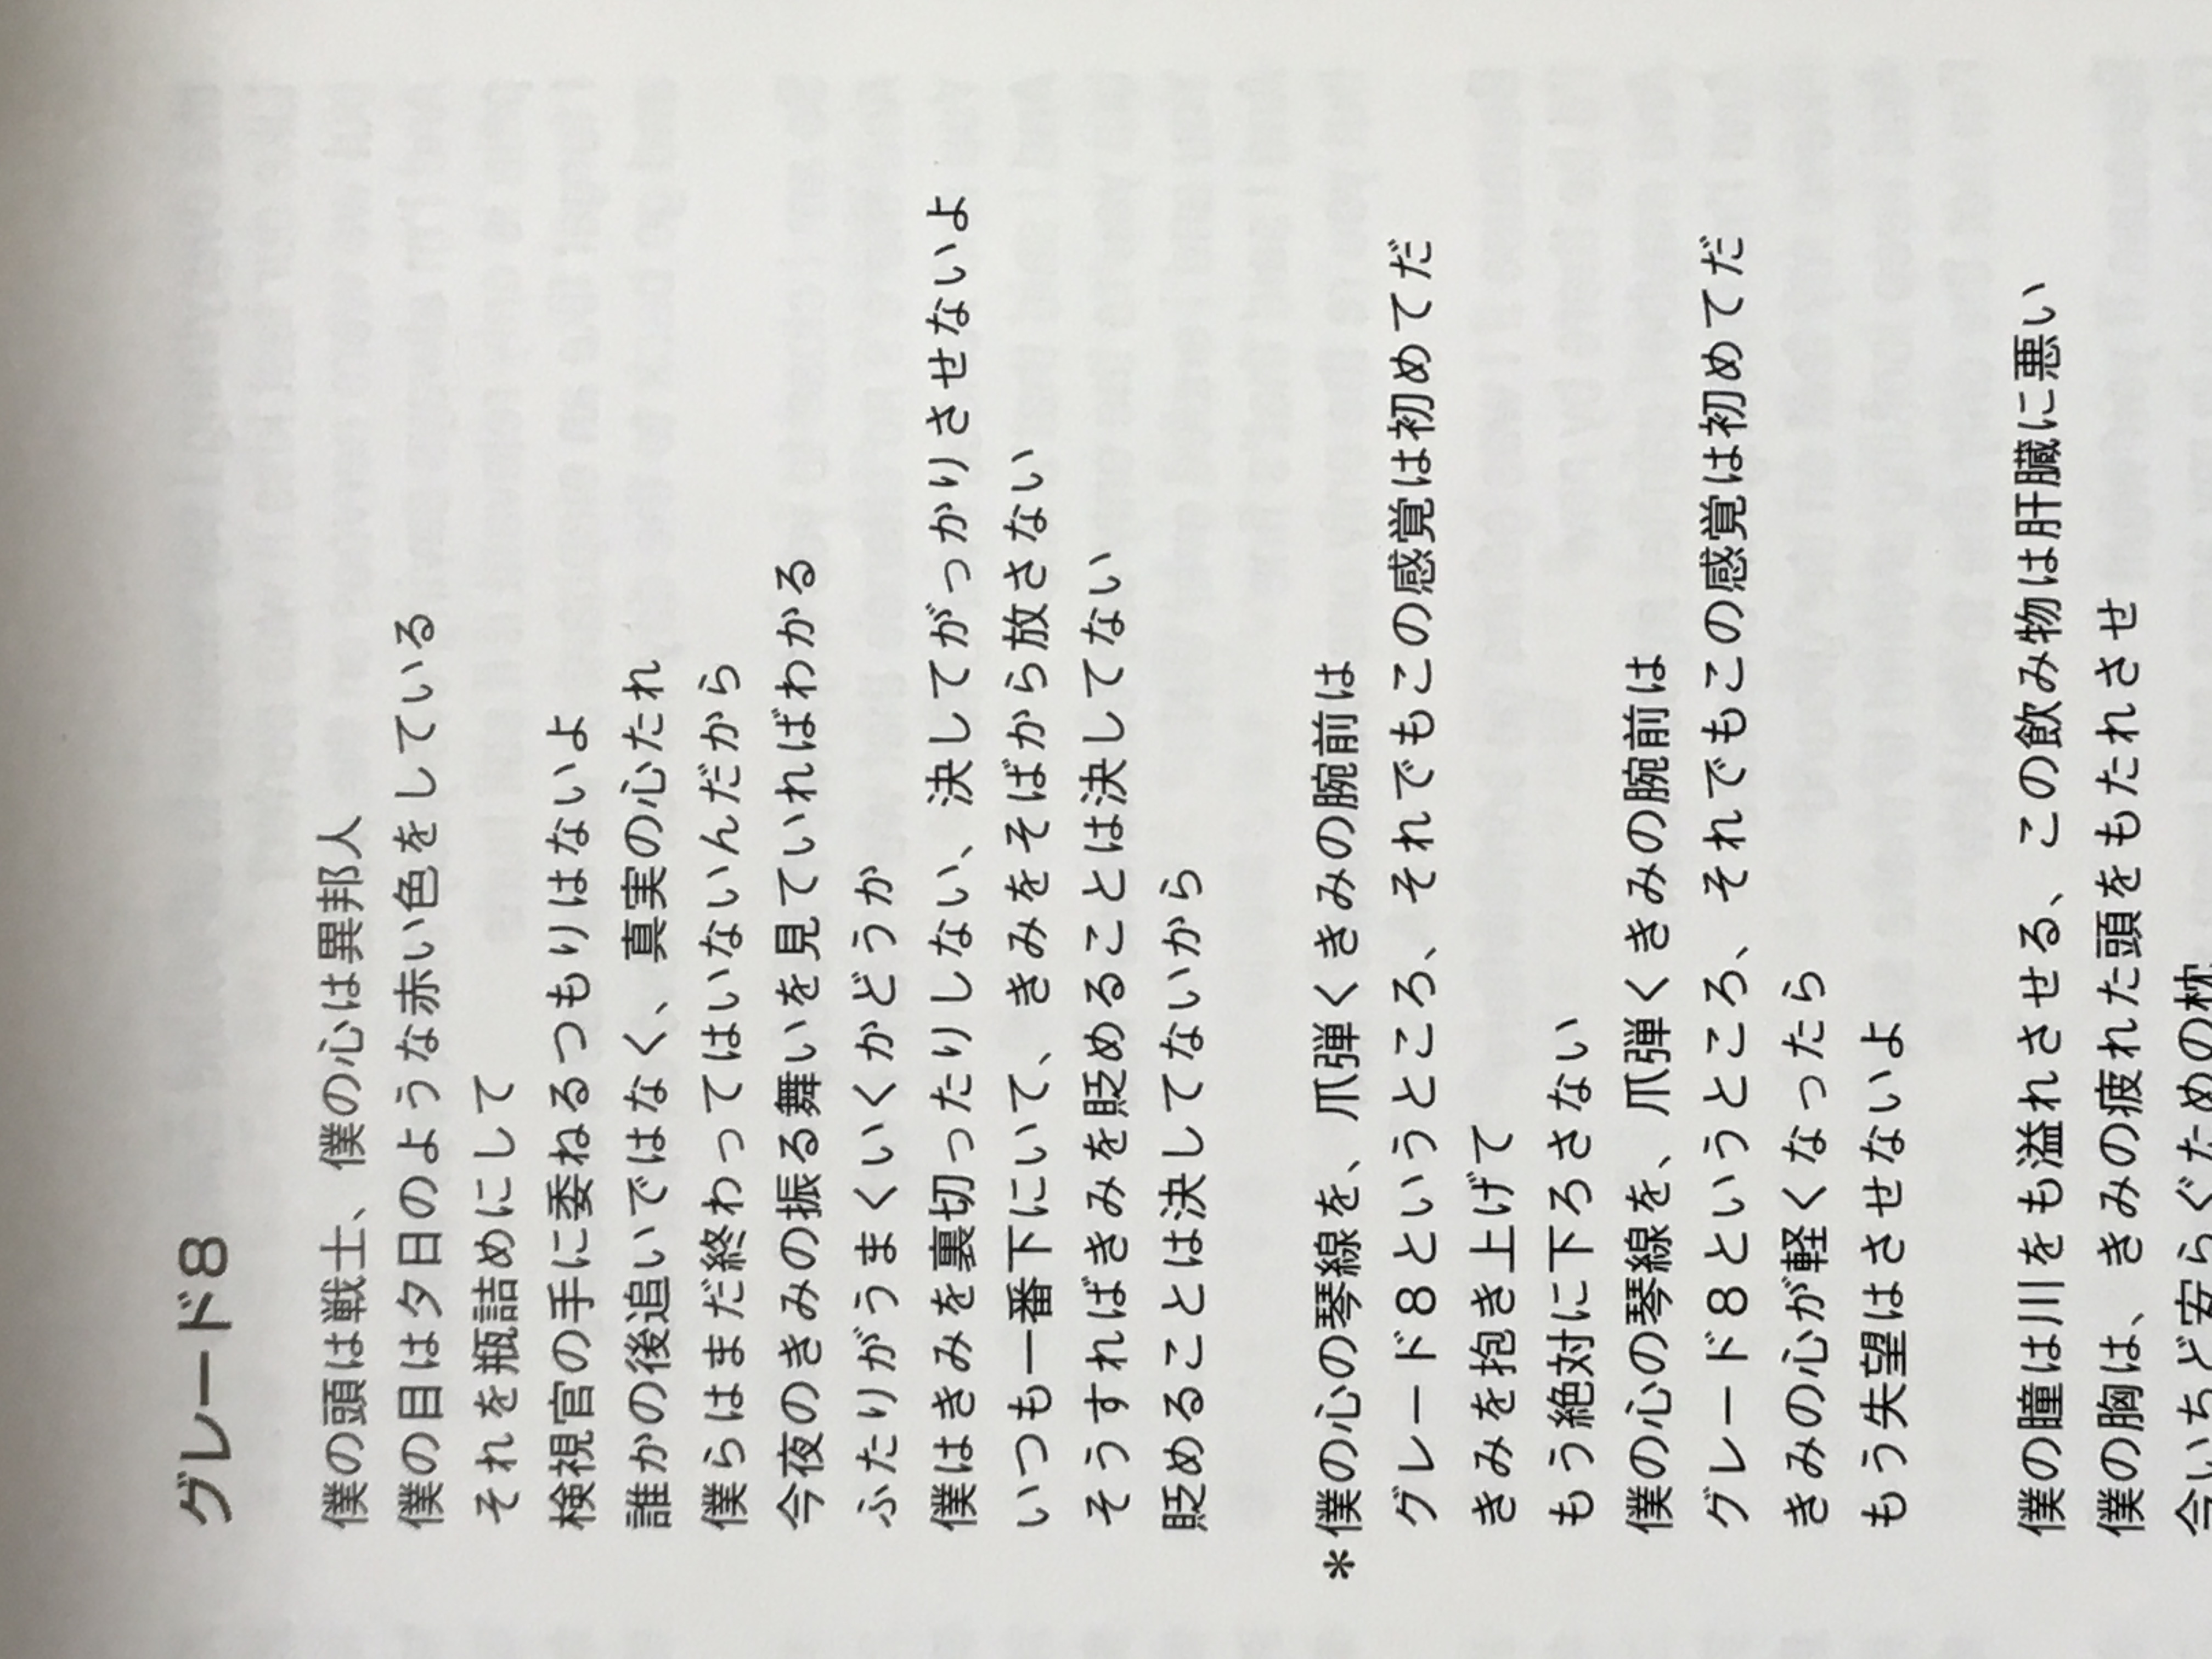 グレード8
僕の頭は戦士、僕の心は異邦人
僕の目は夕日のような赤い色をしている
それを瓶詰めにして
検視官の手に委ねるつもりはないよ
誰かの後追いではなく、真実の心たれ
僕らはまだ終わってはいないんだから
今夜のきみの振る舞いを見ていればわかる
ふたりがうまくいくかどうか
僕はきみを裏切ったりしない、決してがっかりさせないよ
いつも一番下にいて、きみをそばから放さない
そうすればきみを貶めることは決してない
貶めることは決してないから
＊僕の心の琴線を、爪弾くきみの腕前は
グレード8というところ、それでもこの感覚は初めてだ
きみを抱き上げて
もう絶対に下ろさない
僕の心の琴線を、爪弾くきみの腕前は
グレード8というところ、それでもこの感覚は初めてだ
きみの心が軽くなったら
もう失望はさせないよ
僕の瞳は川をも溢れさせる、この飲み物は肝臓に悪い
僕の胸は、きみの疲れた頭をもたれさせ
今いちど安らぐための枕